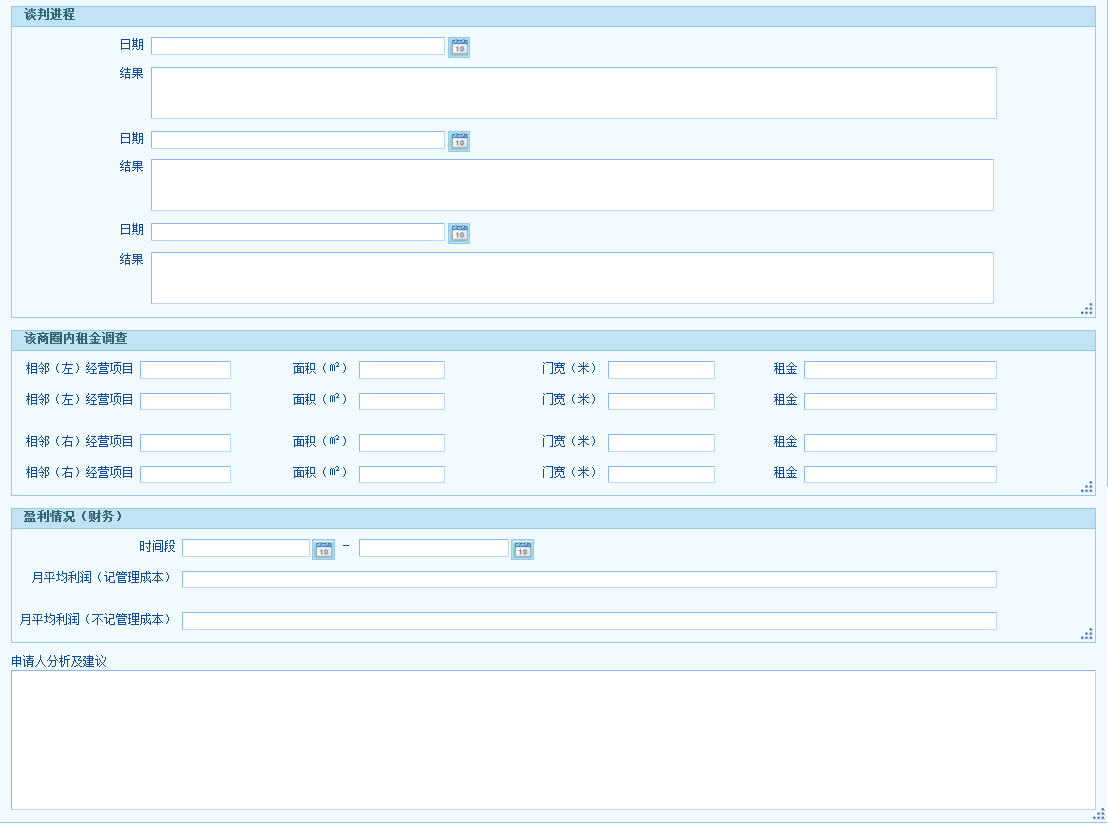 谈判进程
日期
结果
日期
结果
日期
结果
该商圈内租金调查
相邻（左）经营项目 面积（㎡） 门宽（米） 租金
相邻（左）经营项目 面积（㎡） 门宽（米） 租金
相邻（右）经营项目 面积（㎡） 门宽（米） 租金
相邻（右）经营项目 面积（㎡） 门宽（米） 租金
盈利情况（财务）
时间段 －
月平均利润（记管理成本）
月平均利润（不记管理成本）
申请人分析及建议